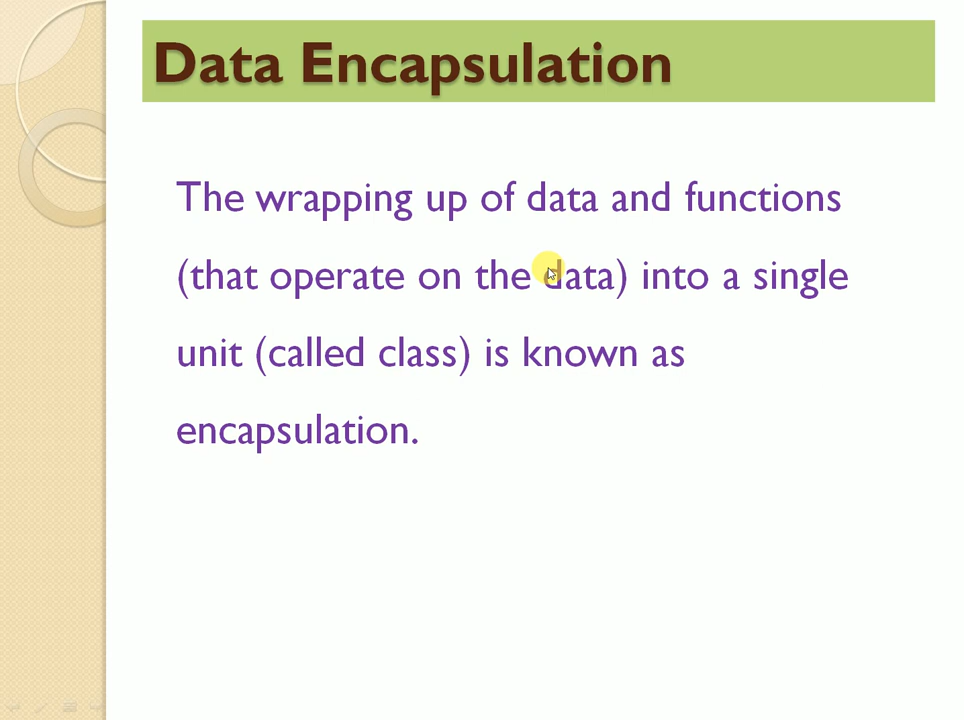 Data Encapsulation
The wrapping up of data and functions
(that operate on the data) into a single
unit (called class) is known as
encapsulation.